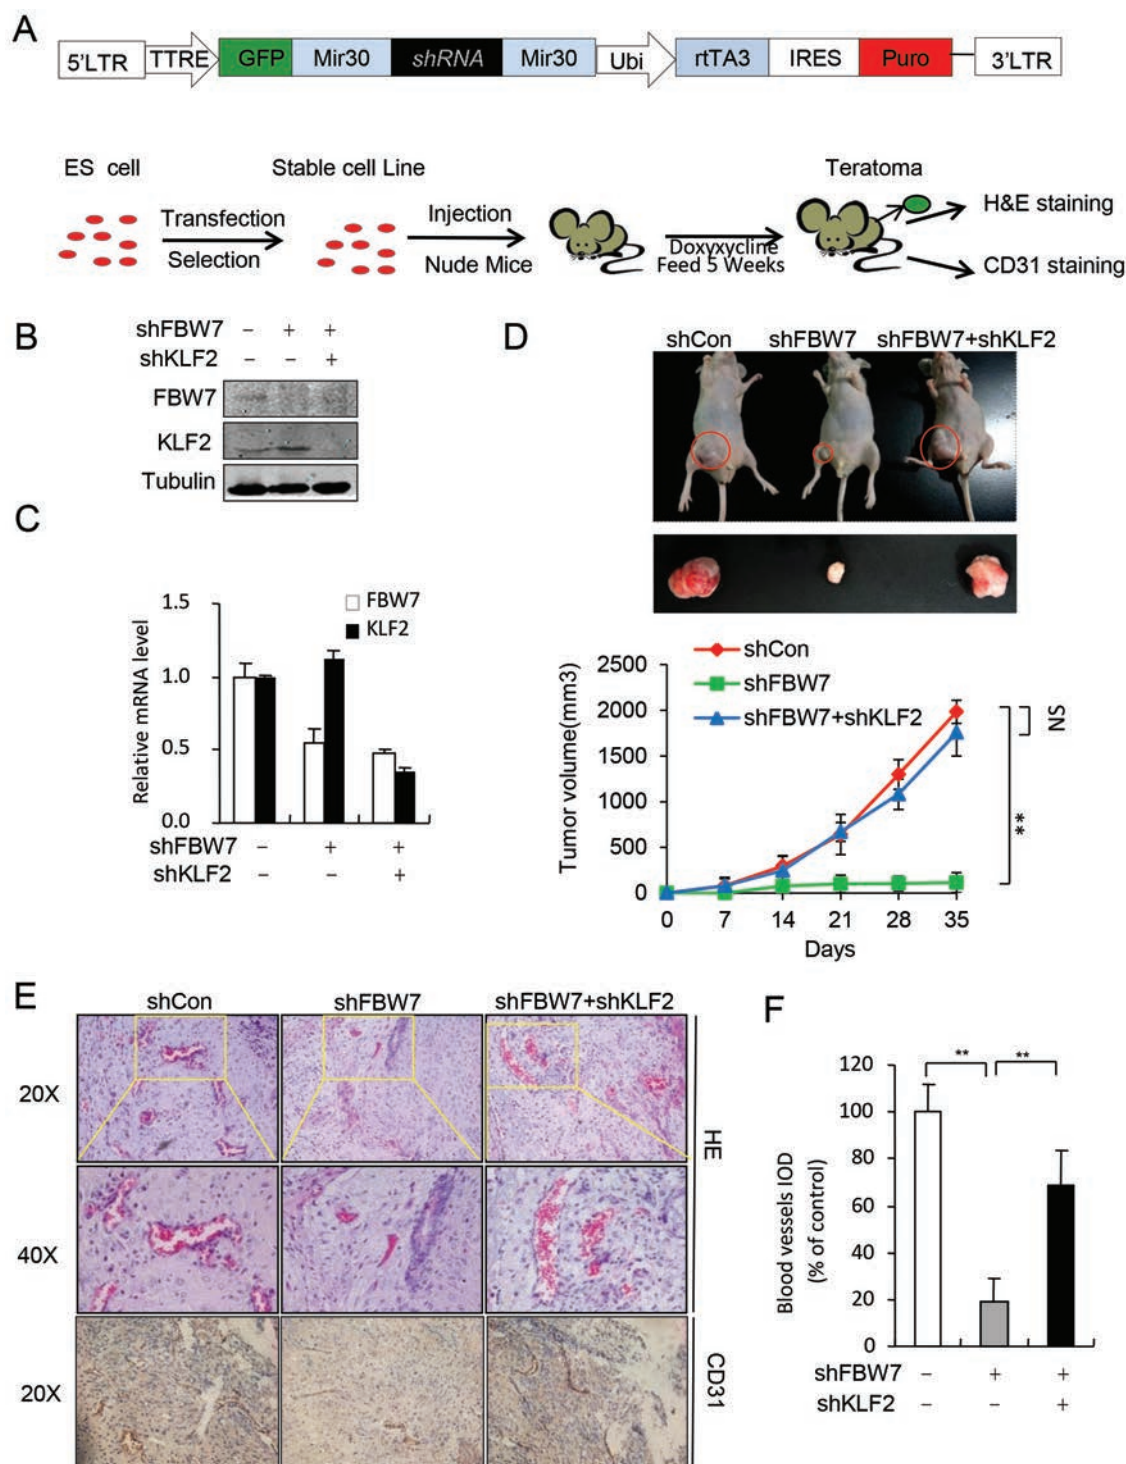 A
5'LTR TTRE GFP Mir30 shRNA Mir30 Ubi rtTA3 IRES Puro 3'LTR
ES cell
Stable cell Line
Teratoma
Transfection
Selection
Injection
Nude Mice
Doxyxycline
Feed 5 Weeks
H&E staining
CD31 staining
B
shFBW7 – + +
shKLF2 – – +
FBW7
KLF2
Tubulin
C
Relative mRNA level
1.5
1.0
0.5
0.0
FBW7
KLF2
shFBW7 – + +
shKLF2 – – +
D
shCon shFBW7 shFBW7+shKLF2
shCon
shFBW7
shFBW7+shKLF2
Tumor volume(mm3)
2500
2000
1500
1000
500
0
0 7 14 21 28 35
Days
NS
**
E
shCon shFBW7 shFBW7+shKLF2
20X
40X
20X
HE
CD31
F
Blood vessels IOD
(% of control)
120
100
80
60
40
20
0
** **
shFBW7 – + +
shKLF2 – – +